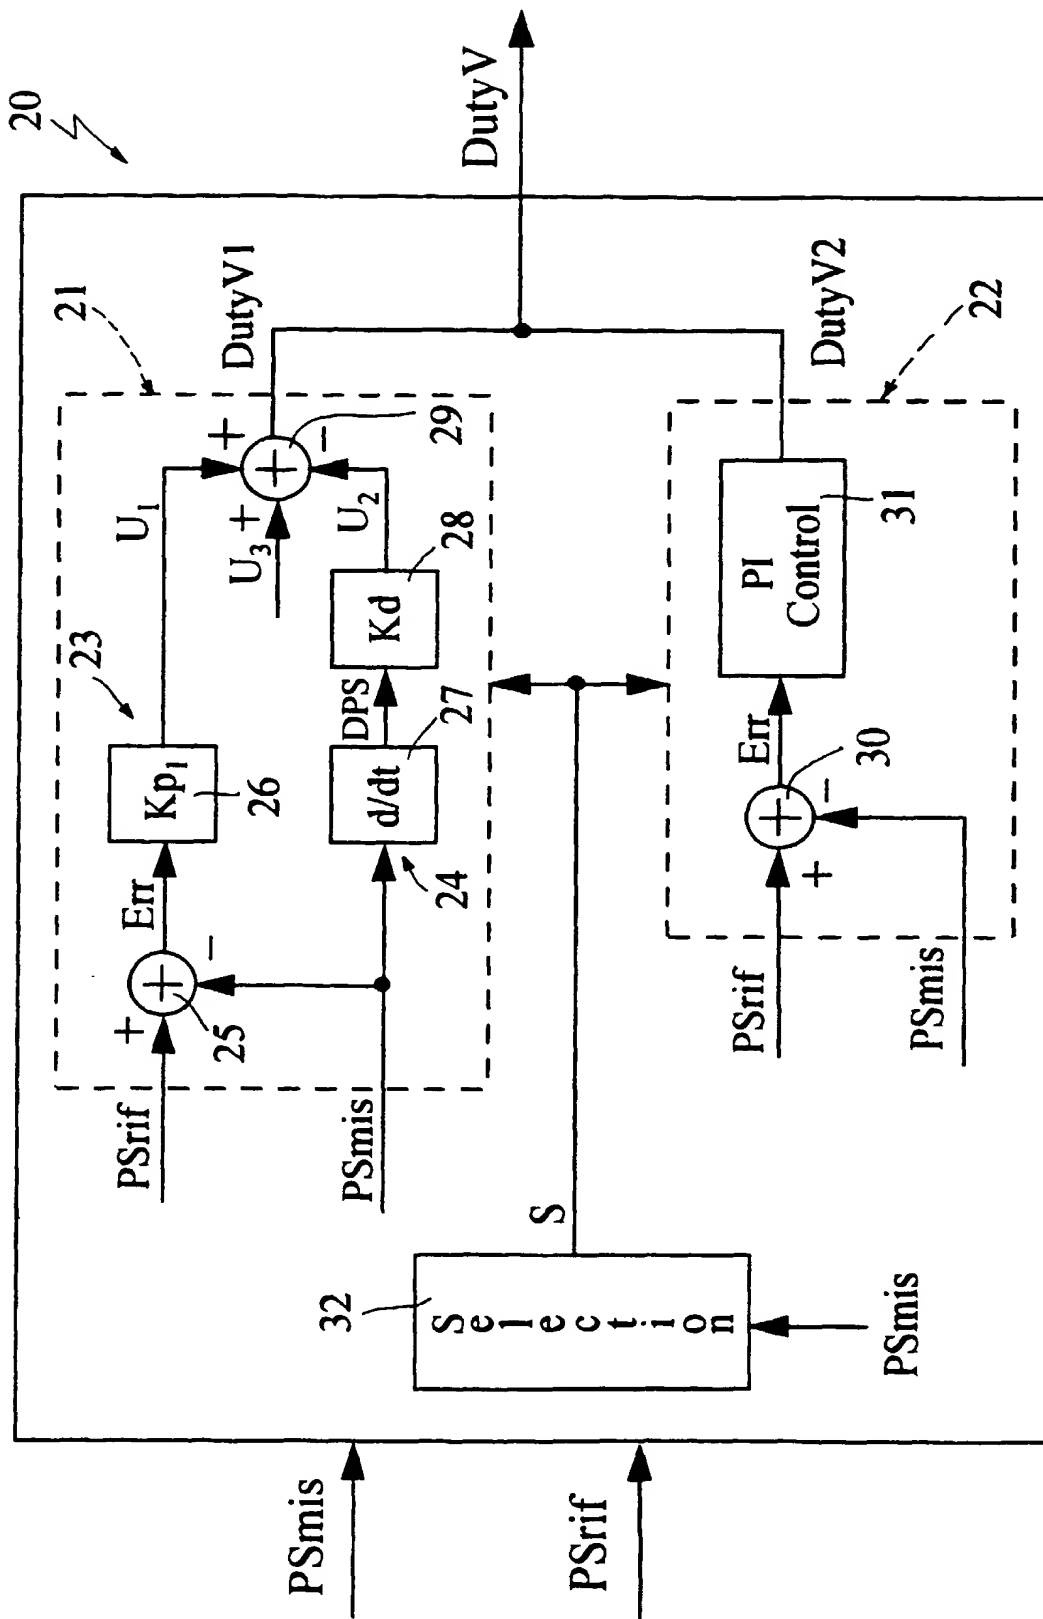 20
DutyV
21
DutyV1
23
U1
+
+
U3
−
29
U2
28
Kd
DPS
27
d/dt
24
Kp1
26
Err
+
25
−
+
+
PSrif
PSmis
DutyV2
22
PI
Control
31
Err
30
−
+
+
PSrif
PSmis
S
32
Selection
PSmis
PSmis
PSrif